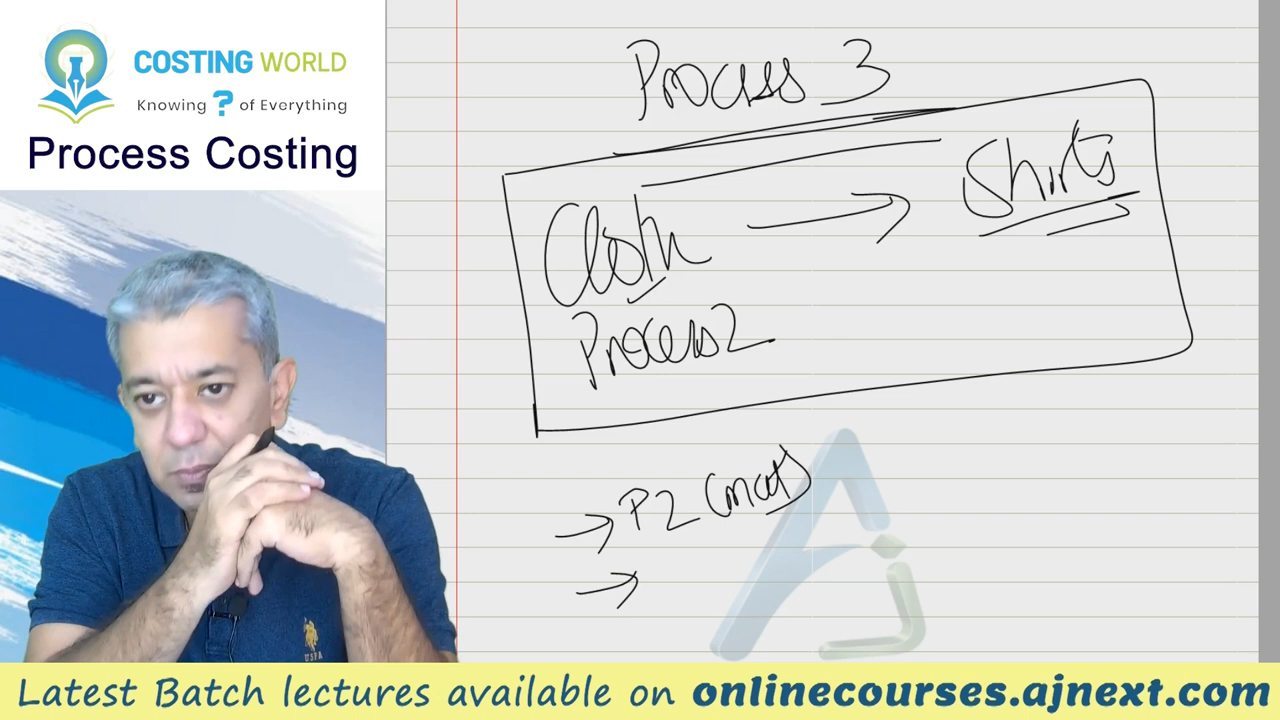 COSTING WORLD
Knowing ? of Everything
Process Costing
Process 3
Cloth → Shirts
Process 2
→ P2 (mat)
→
USPA
Latest Batch lectures available on onlinecourses.ajnext.com